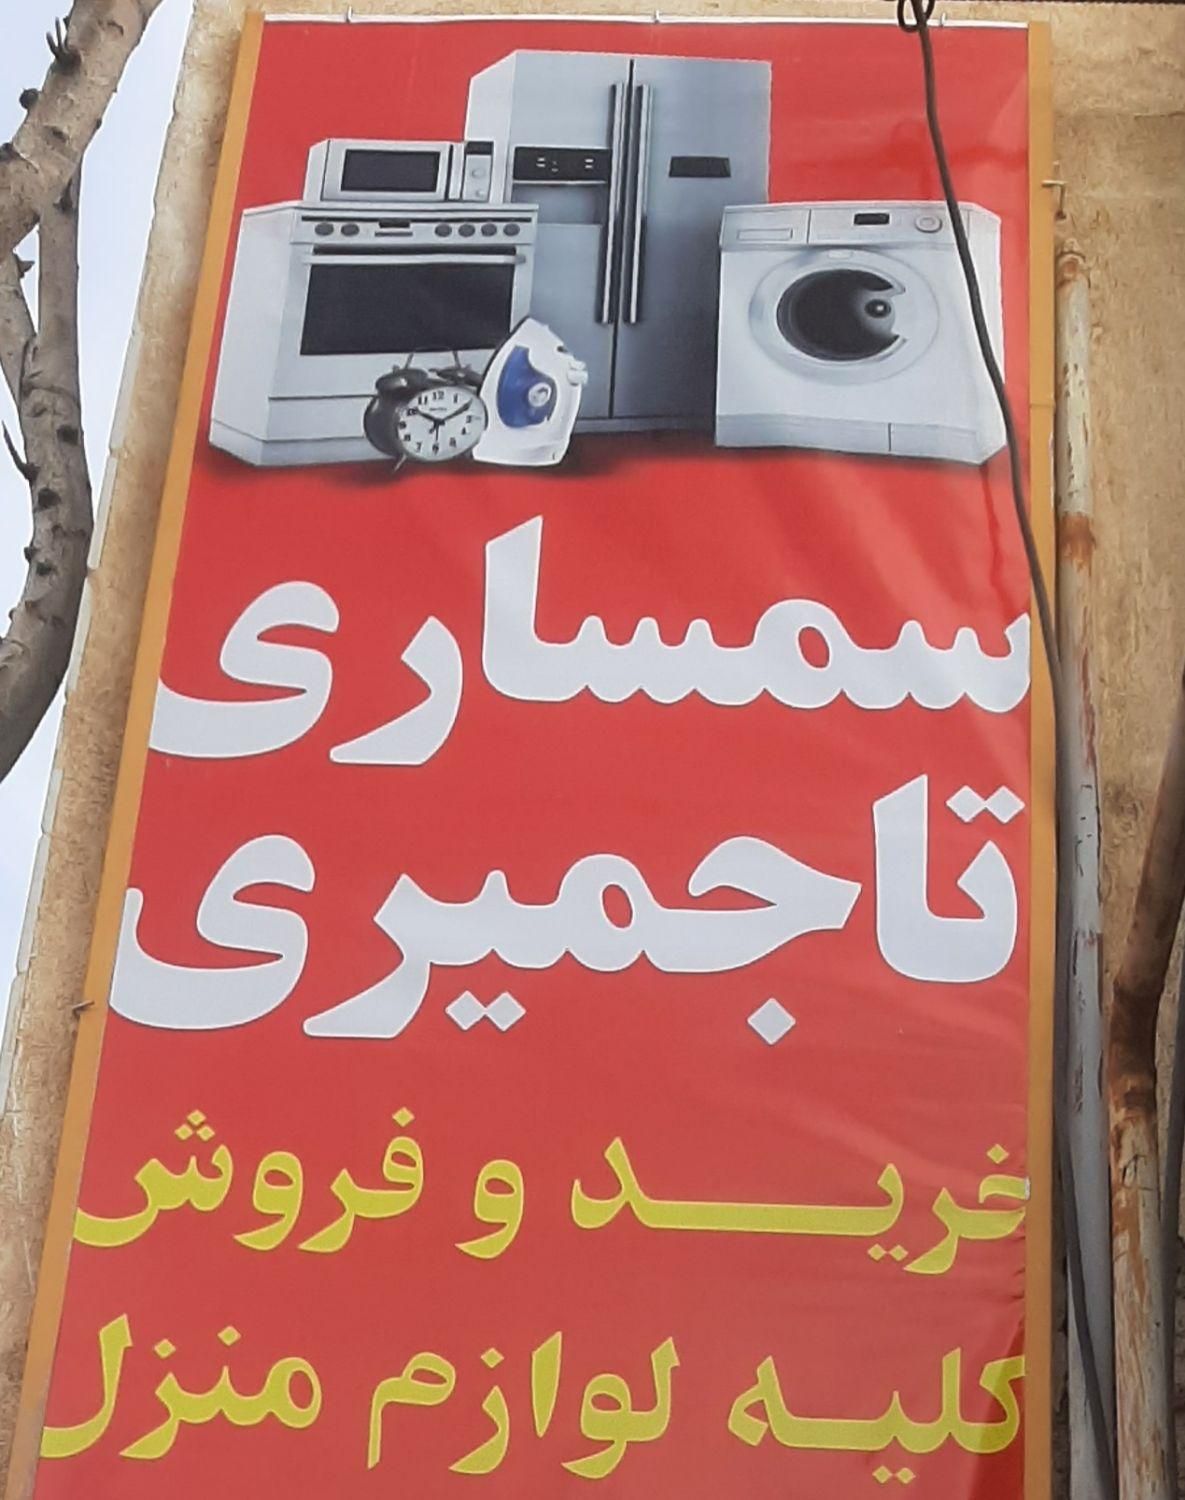 سمساری
تاجمیری
خرید و فروش
کلیه لوازم منزل